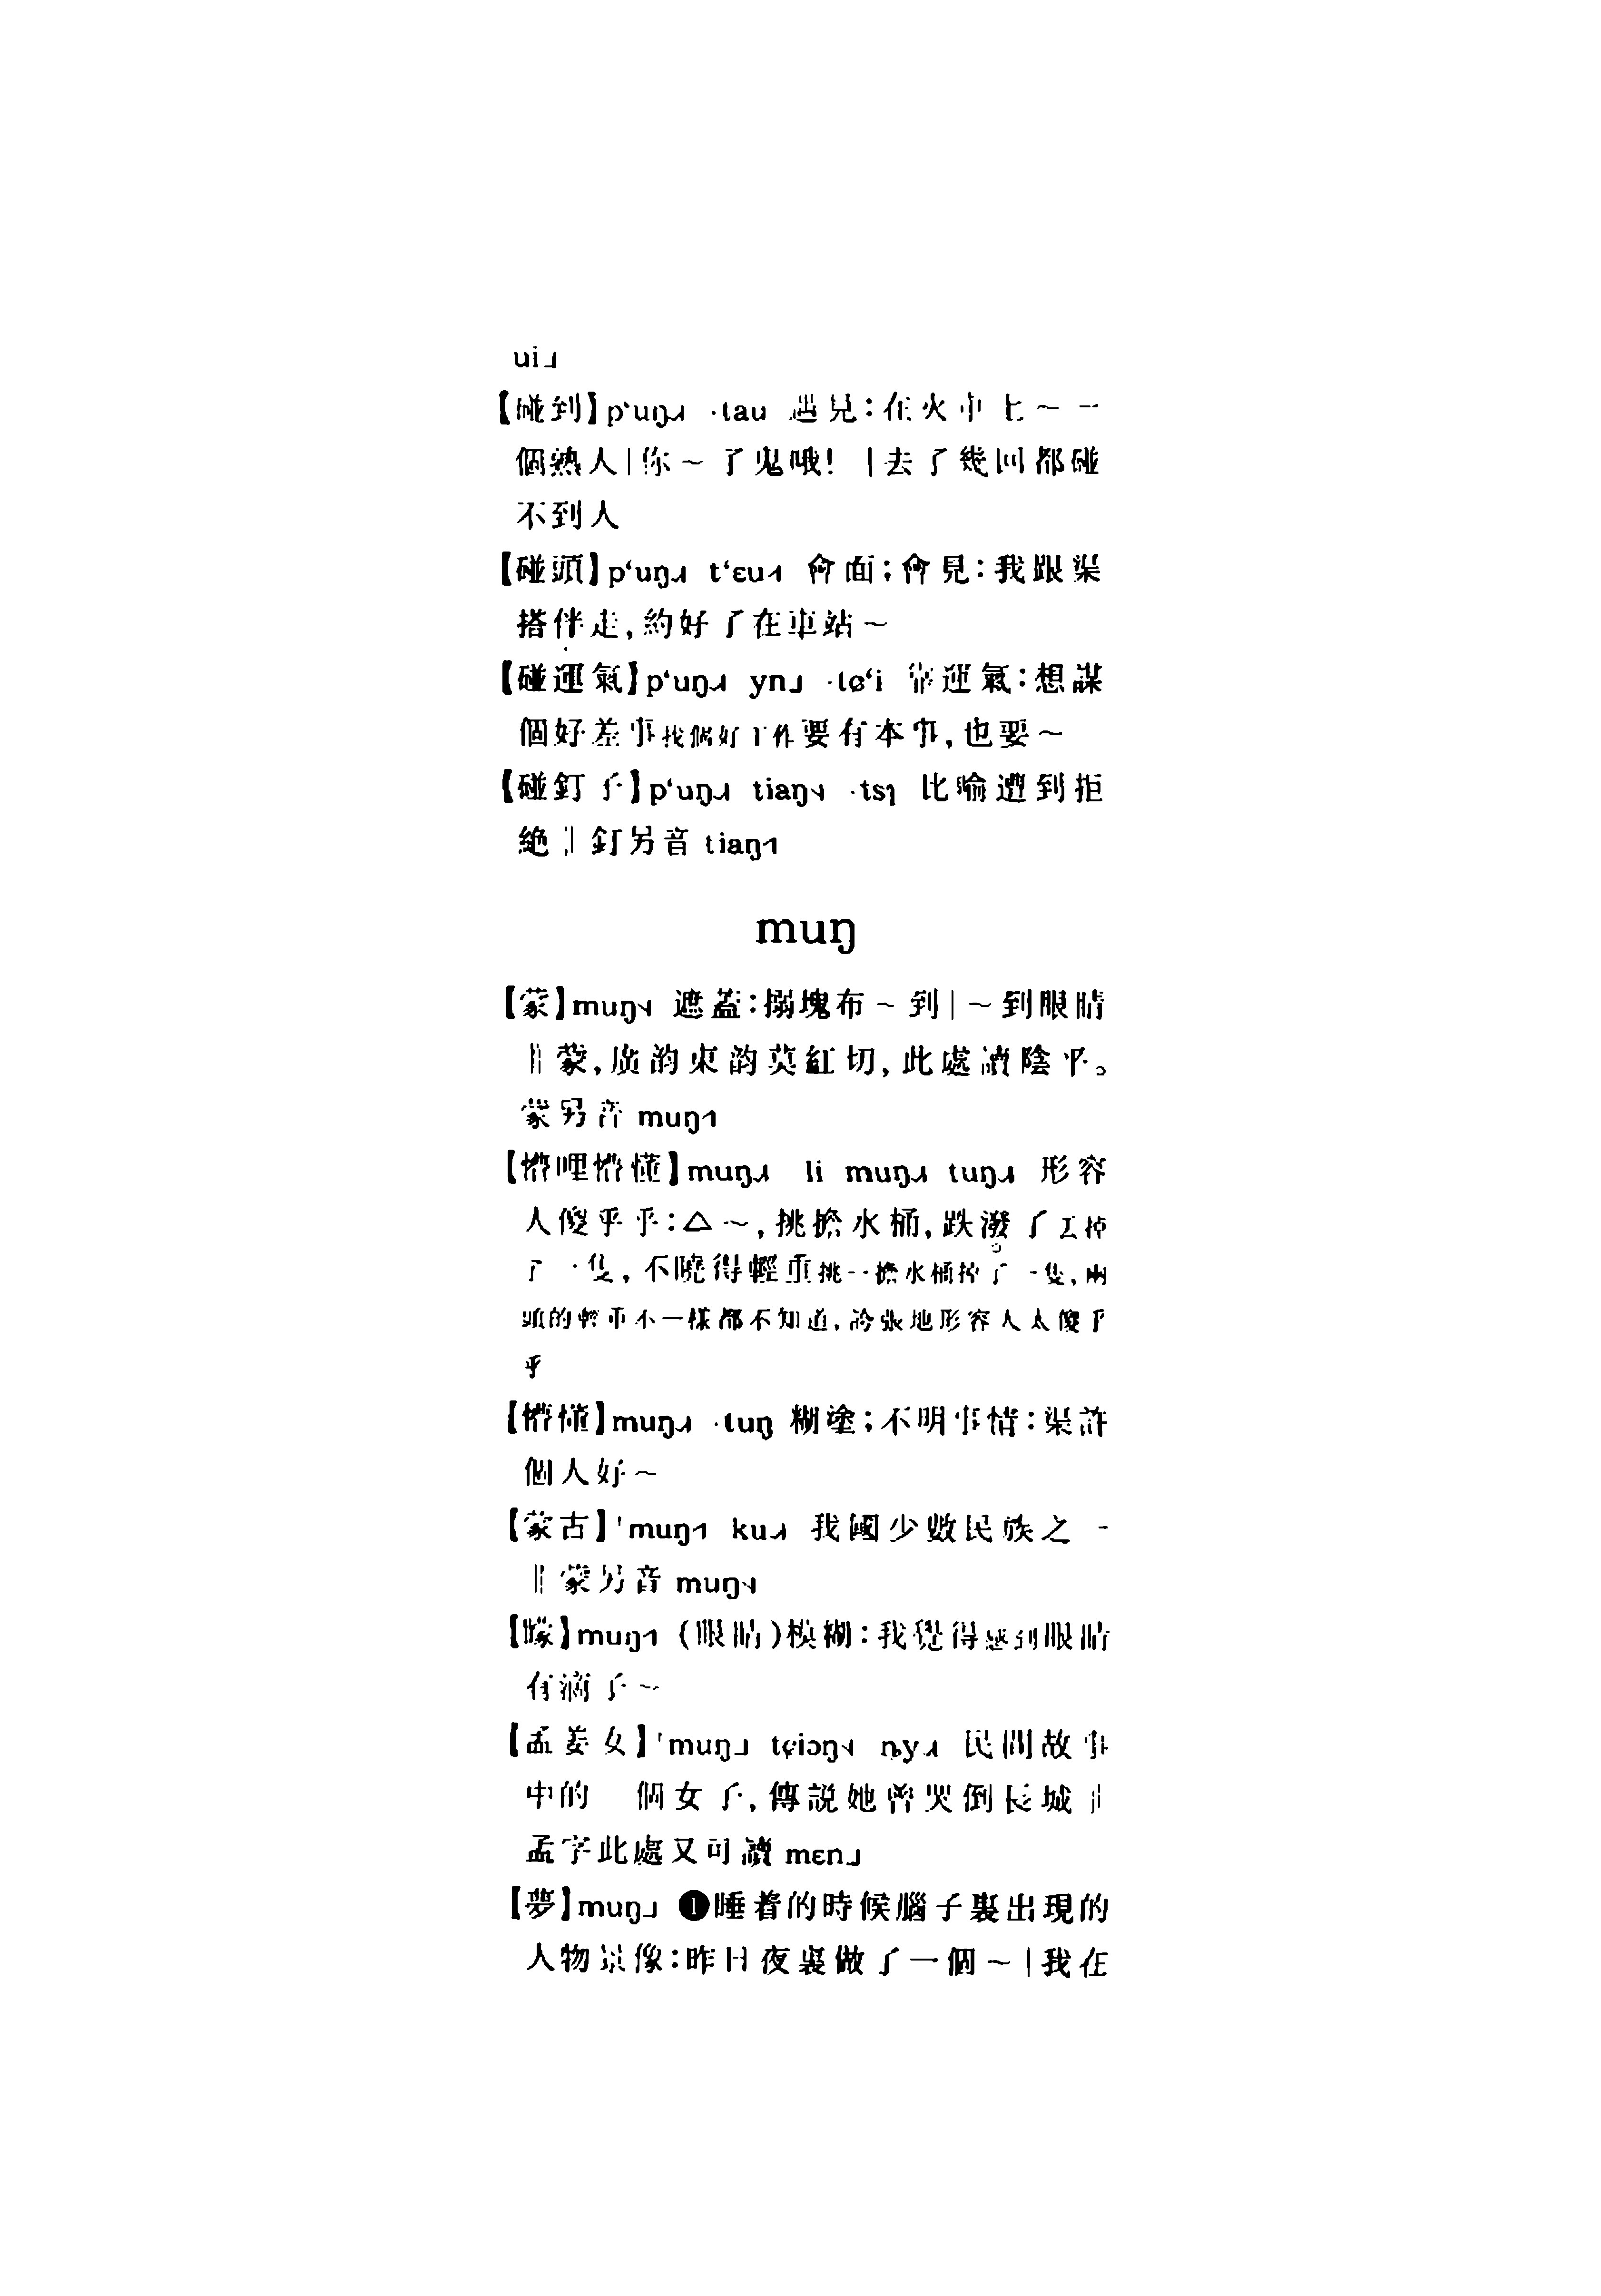 ui˩
【碰到】p‘uŋ˨˩ ·tau 遇見：在火車上～一
個熟人|你～了鬼哦！|去了幾回都碰
不到人
【碰頭】p‘uŋ˨˩ t‘ɛu˧˥ 會面；會見：我跟渠
搭伴走，約好了在車站～
【碰運氣】p‘uŋ˨˩ yn˩ ·tɕ‘i 靠運氣：想謀
個好差事找個好工作要有本事，也要～
【碰釘子】p‘uŋ˨˩ tiaŋ˧ ·tsɿ 比喻遭到拒
絶‖釘另音 tiaŋ˧˥
muŋ
【蒙】muŋ˧ 遮蓋：搦塊布～到|～到眼睛
‖蒙，廣韵東韵莫紅切，此處讀陰平。
蒙另音 muŋ˧˥
【懵哩懵懂】muŋ˨˩ li muŋ˨˩ tuŋ˨˩ 形容
人傻乎乎：△～，挑擔水桶，跌潑了丟掉
了一隻，不曉得輕重挑一擔水桶掉了一隻，兩
頭的輕重不一樣都不知道，誇張地形容人太傻乎
乎
【懵懂】muŋ˨˩ ·tuŋ 糊塗；不明事情：渠許
個人好～
【蒙古】'muŋ˧˥ ku˨˩ 我國少數民族之一
‖蒙另音 muŋ˧
【矇】muŋ˧˥ (眼睛)模糊：我覺得感到眼睛
有滴子～
【孟姜女】'muŋ˩ tɕiɔŋ˧ ȵy˨˩ 民間故事
中的一個女子，傳說她曾哭倒長城‖
孟字此處又可讀 mɛn˩
【夢】muŋ˩ ❶睡着的時候腦子裏出現的
人物景像：昨日夜裏做了一個～|我在